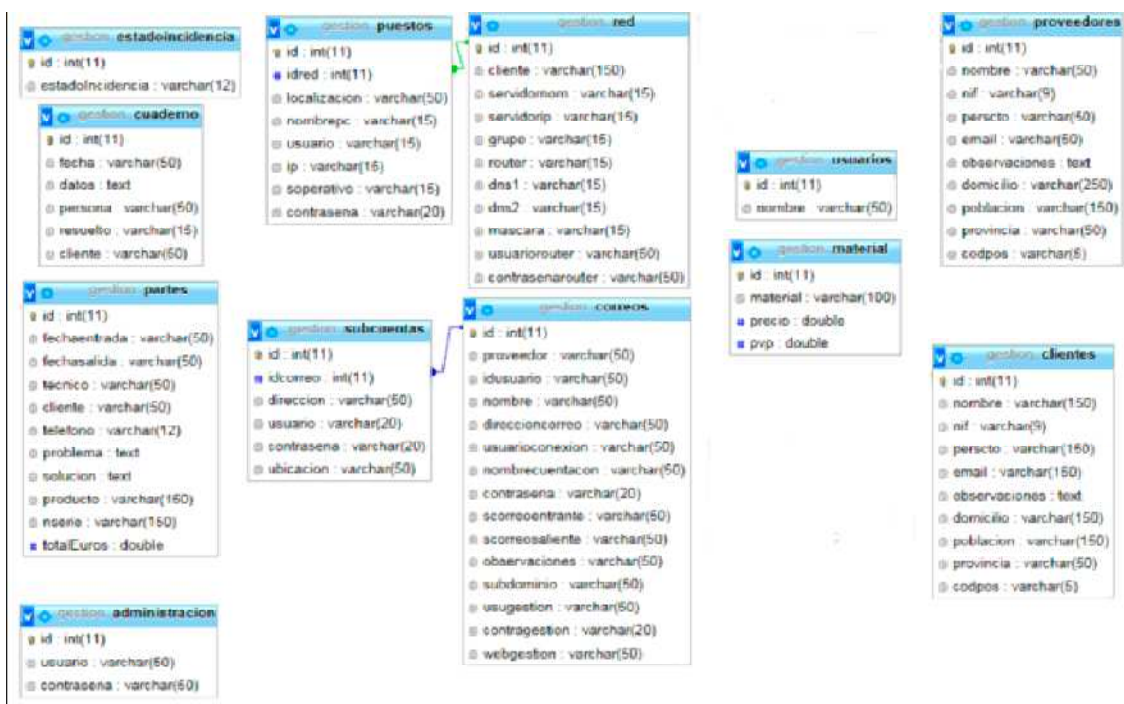 gestion estadoincidencia
id : int(11)
estadoIncidencia : varchar(12)
gestion cuaderno
id : int(11)
fecha : varchar(50)
datos : text
persona : varchar(50)
resuelto : varchar(15)
cliente : varchar(50)
gestion partes
id : int(11)
fechaentrada : varchar(50)
fechasalida : varchar(50)
tecnico : varchar(50)
cliente : varchar(50)
telefono : varchar(12)
problema : text
solucion : text
producto : varchar(150)
nserie : varchar(150)
totalEuros : double
gestion administracion
id : int(11)
usuario : varchar(50)
contrasena : varchar(50)
gestion puestos
id : int(11)
idred : int(11)
localizacion : varchar(50)
nombrepc : varchar(15)
usuario : varchar(15)
ip : varchar(15)
soperativo : varchar(15)
contrasena : varchar(20)
gestion subcuentas
id : int(11)
idcorreo : int(11)
direccion : varchar(50)
usuario : varchar(20)
contrasena : varchar(20)
ubicacion : varchar(50)
gestion red
id : int(11)
cliente : varchar(150)
servidornom : varchar(15)
servidorip : varchar(15)
grupo : varchar(15)
router : varchar(15)
dns1 : varchar(15)
dns2 : varchar(15)
mascara : varchar(15)
usuariorouter : varchar(50)
contrasenarouter : varchar(50)
gestion correos
id : int(11)
proveedor : varchar(50)
idusuario : varchar(50)
nombre : varchar(50)
direccioncorreo : varchar(50)
usuarioconexion : varchar(50)
nombrecuentacon : varchar(50)
contrasena : varchar(20)
scorreoentrante : varchar(50)
scorreosaliente : varchar(50)
observaciones : varchar(50)
subdominio : varchar(50)
usugestion : varchar(50)
contragestion : varchar(20)
webgestion : varchar(50)
gestion usuarios
id : int(11)
nombre : varchar(50)
gestion material
id : int(11)
material : varchar(100)
precio : double
pvp : double
gestion proveedores
id : int(11)
nombre : varchar(50)
nif : varchar(9)
perscto : varchar(50)
email : varchar(50)
observaciones : text
domicilio : varchar(250)
poblacion : varchar(150)
provincia : varchar(50)
codpos : varchar(5)
gestion clientes
id : int(11)
nombre : varchar(150)
nif : varchar(9)
perscto : varchar(150)
email : varchar(150)
observaciones : text
domicilio : varchar(150)
poblacion : varchar(150)
provincia : varchar(50)
codpos : varchar(5)